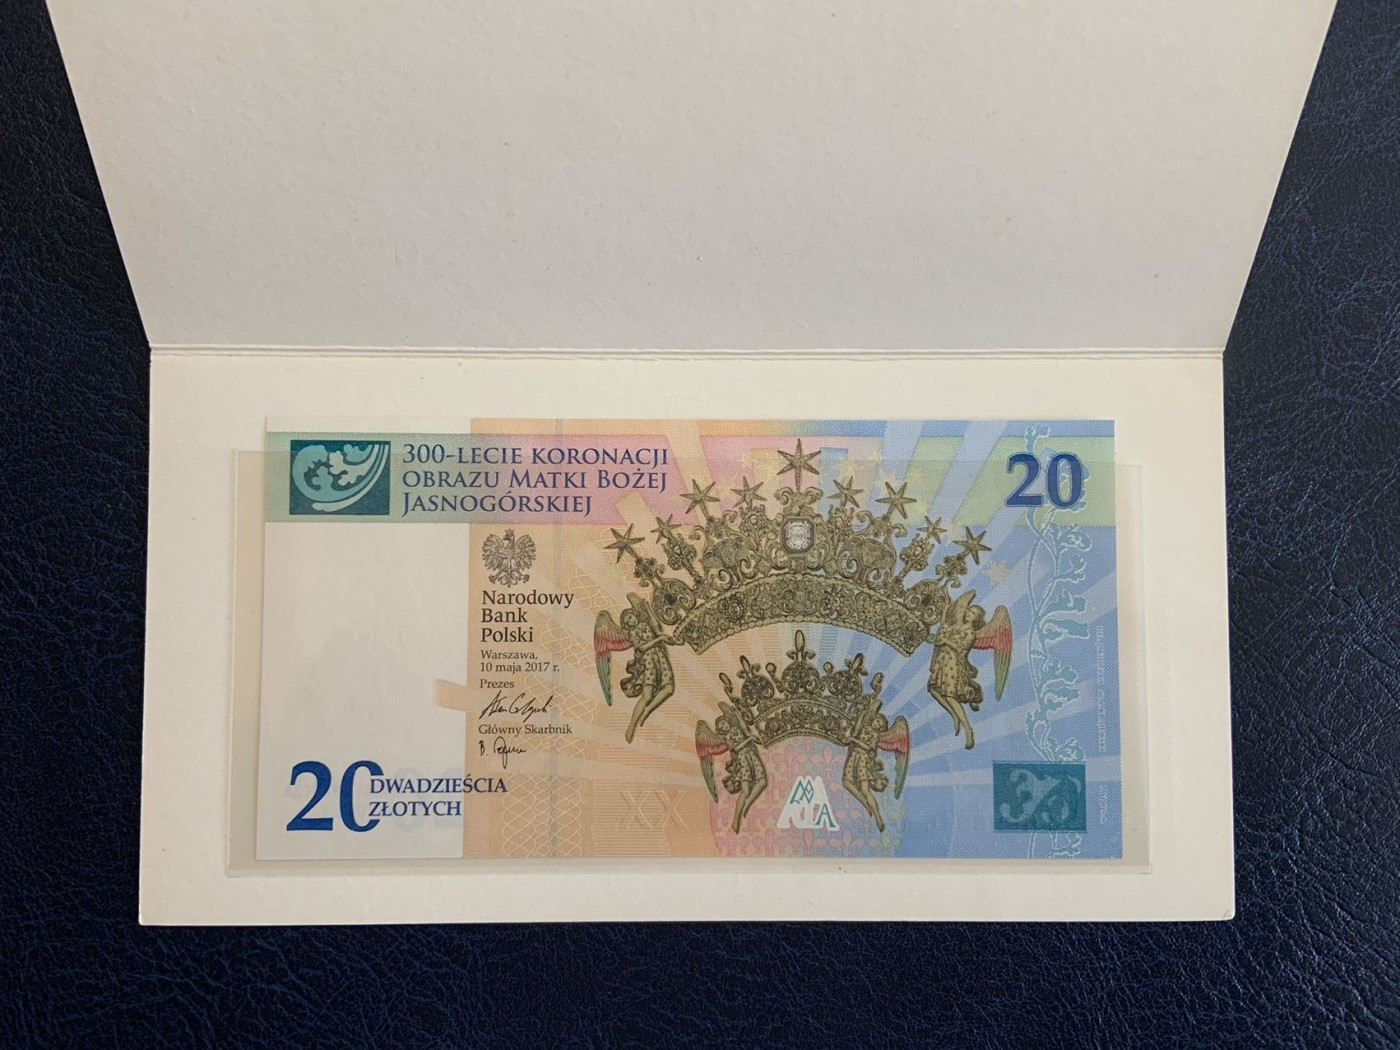 300-LECIE KORONACJI
OBRAZU MATKI BOŻEJ
JASNOGÓRSKIEJ
20
Narodowy
Bank
Polski
Warszawa,
10 maja 2017 r.
Prezes
Główny Skarbnik
20 DWADZIEŚCIA
ZŁOTYCH
XX